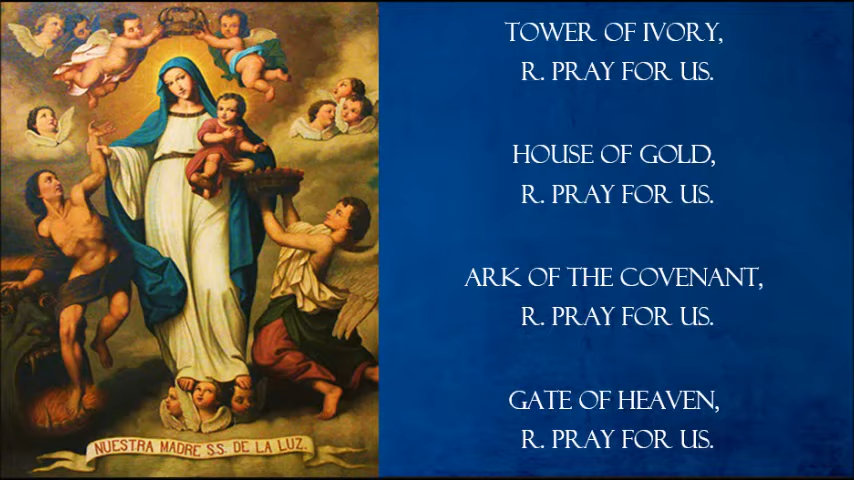 TOWER OF IVORY,
R. PRAY FOR US.
HOUSE OF GOLD,
R. PRAY FOR US.
ARK OF THE COVENANT,
R. PRAY FOR US.
GATE OF HEAVEN,
R. PRAY FOR US.
NUESTRA MADRE S.S. DE LA LUZ.